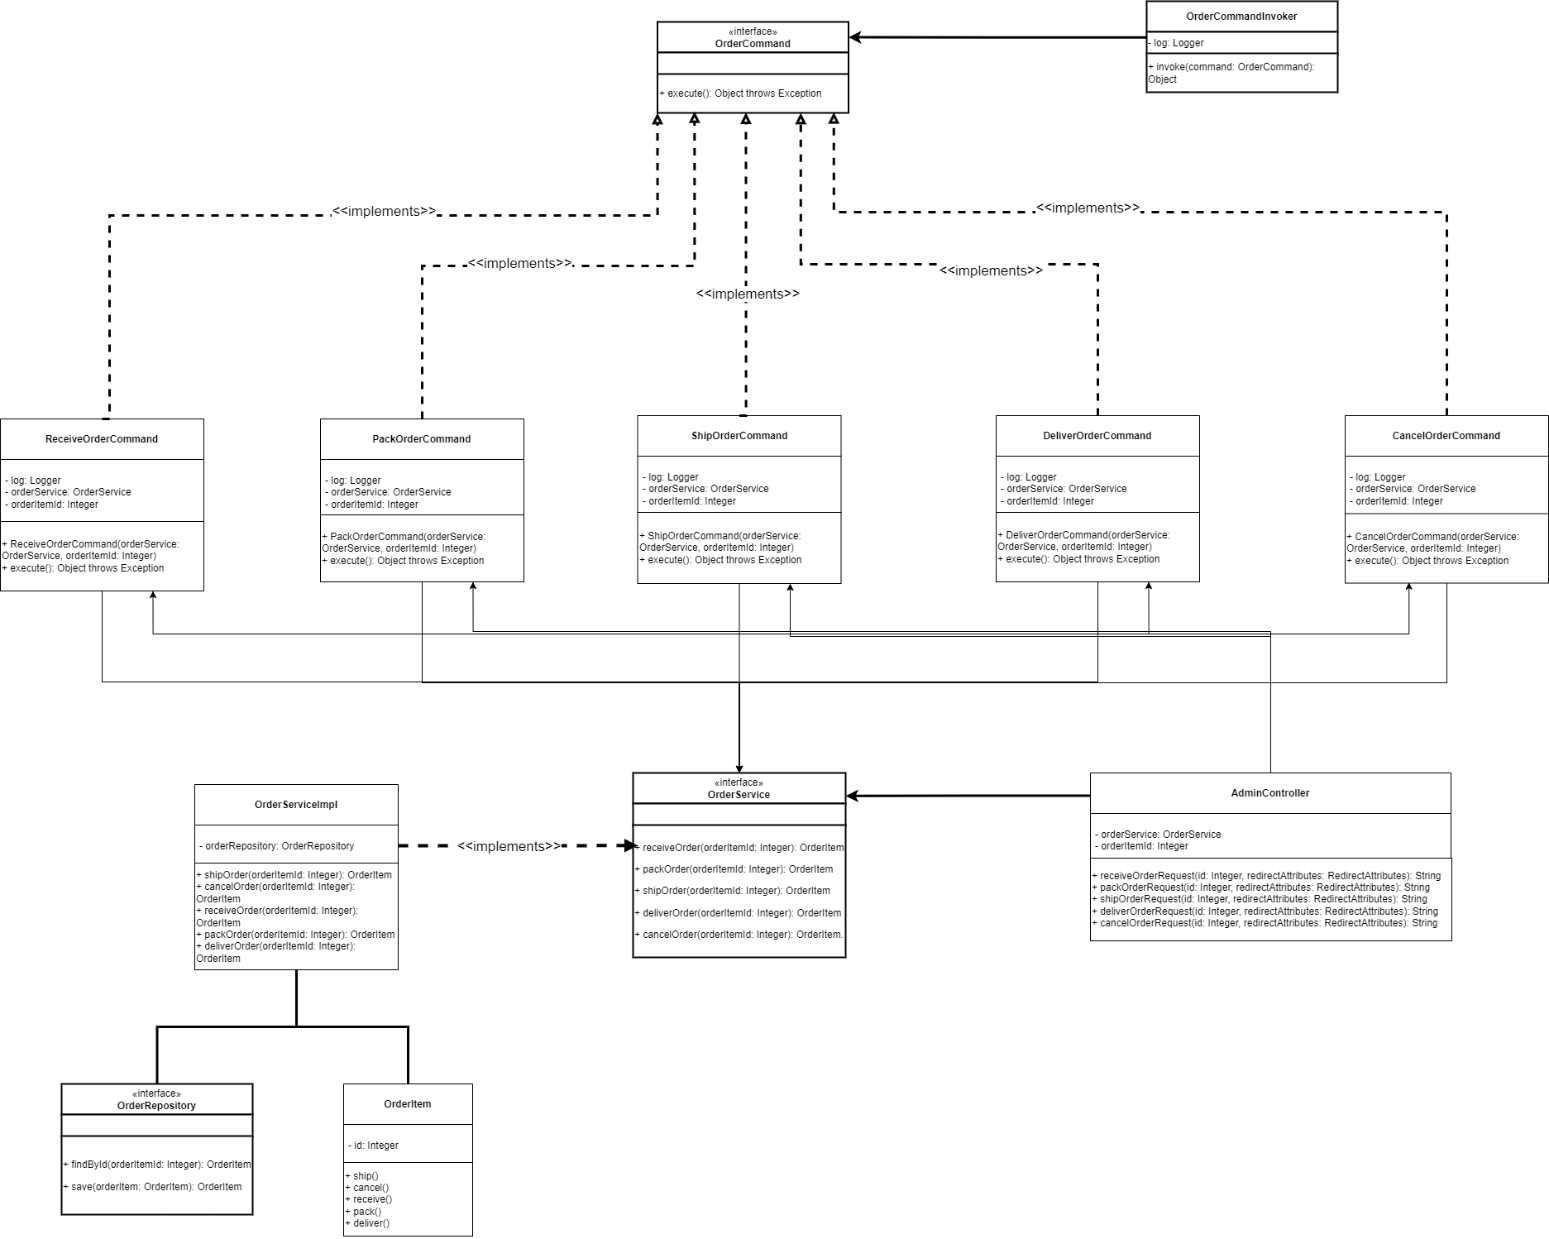 OrderCommandInvoker
- log: Logger
+ invoke(command: OrderCommand):
Object
«interface»
OrderCommand
+ execute(): Object throws Exception
<<implements>>
<<implements>>
<<implements>>
<<implements>>
<<implements>>
ReceiveOrderCommand
- log: Logger
- orderService: OrderService
- orderItemId: Integer
+ ReceiveOrderCommand(orderService:
OrderService, orderItemId: Integer)
+ execute(): Object throws Exception
PackOrderCommand
- log: Logger
- orderService: OrderService
- orderItemId: Integer
+ PackOrderCommand(orderService:
OrderService, orderItemId: Integer)
+ execute(): Object throws Exception
ShipOrderCommand
- log: Logger
- orderService: OrderService
- orderItemId: Integer
+ ShipOrderCommand(orderService:
OrderService, orderItemId: Integer)
+ execute(): Object throws Exception
DeliverOrderCommand
- log: Logger
- orderService: OrderService
- orderItemId: Integer
+ DeliverOrderCommand(orderService:
OrderService, orderItemId: Integer)
+ execute(): Object throws Exception
CancelOrderCommand
- log: Logger
- orderService: OrderService
- orderItemId: Integer
+ CancelOrderCommand(orderService:
OrderService, orderItemId: Integer)
+ execute(): Object throws Exception
OrderServiceImpl
- orderRepository: OrderRepository
+ shipOrder(orderItemId: Integer): OrderItem
+ cancelOrder(orderItemId: Integer):
OrderItem
+ receiveOrder(orderItemId: Integer):
OrderItem
+ packOrder(orderItemId: Integer): OrderItem
+ deliverOrder(orderItemId: Integer):
OrderItem
<<implements>>
«interface»
OrderService
+ receiveOrder(orderItemId: Integer): OrderItem
+ packOrder(orderItemId: Integer): OrderItem
+ shipOrder(orderItemId: Integer): OrderItem
+ deliverOrder(orderItemId: Integer): OrderItem
+ cancelOrder(orderItemId: Integer): OrderItem.
AdminController
- orderService: OrderService
- orderItemId: Integer
+ receiveOrderRequest(id: Integer, redirectAttributes: RedirectAttributes): String
+ packOrderRequest(id: Integer, redirectAttributes: RedirectAttributes): String
+ shipOrderRequest(id: Integer, redirectAttributes: RedirectAttributes): String
+ deliverOrderRequest(id: Integer, redirectAttributes: RedirectAttributes): String
+ cancelOrderRequest(id: Integer, redirectAttributes: RedirectAttributes): String
«interface»
OrderRepository
+ findById(orderItemId: Integer): OrderItem
+ save(orderItem: OrderItem): OrderItem
OrderItem
- id: Integer
+ ship()
+ cancel()
+ receive()
+ pack()
+ deliver()